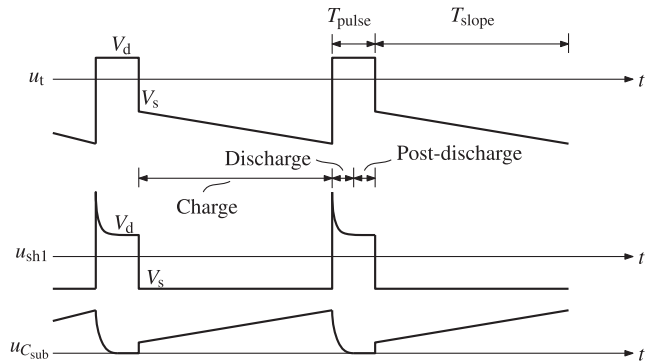 T_pulse T_slope
V_d
u_t t
V_s
Discharge Post-discharge
Charge
V_d
u_sh1 t
V_s
u_C_sub t